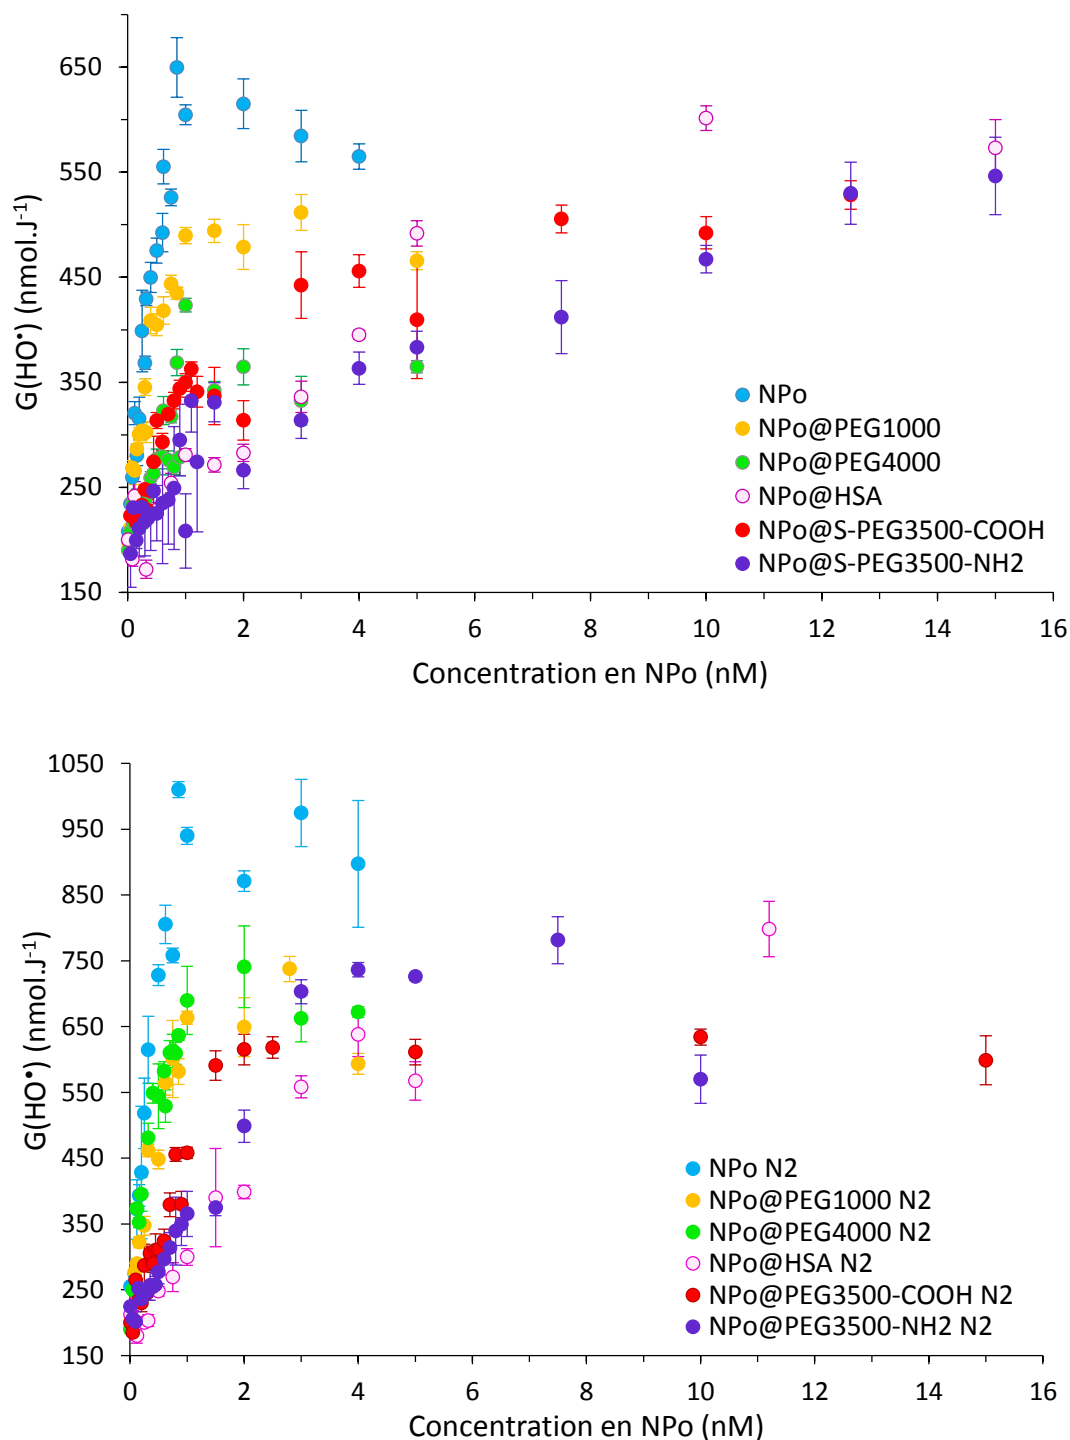 650
550
450
350
250
150
G(HO•) (nmol.J-1)
NPo
NPo@PEG1000
NPo@PEG4000
NPo@HSA
NPo@S-PEG3500-COOH
NPo@S-PEG3500-NH2
0 2 4 6 8 10 12 14 16
Concentration en NPo (nM)
1050
950
850
750
650
550
450
350
250
150
G(HO•) (nmol.J-1)
NPo N2
NPo@PEG1000 N2
NPo@PEG4000 N2
NPo@HSA N2
NPo@PEG3500-COOH N2
NPo@PEG3500-NH2 N2
0 2 4 6 8 10 12 14 16
Concentration en NPo (nM)